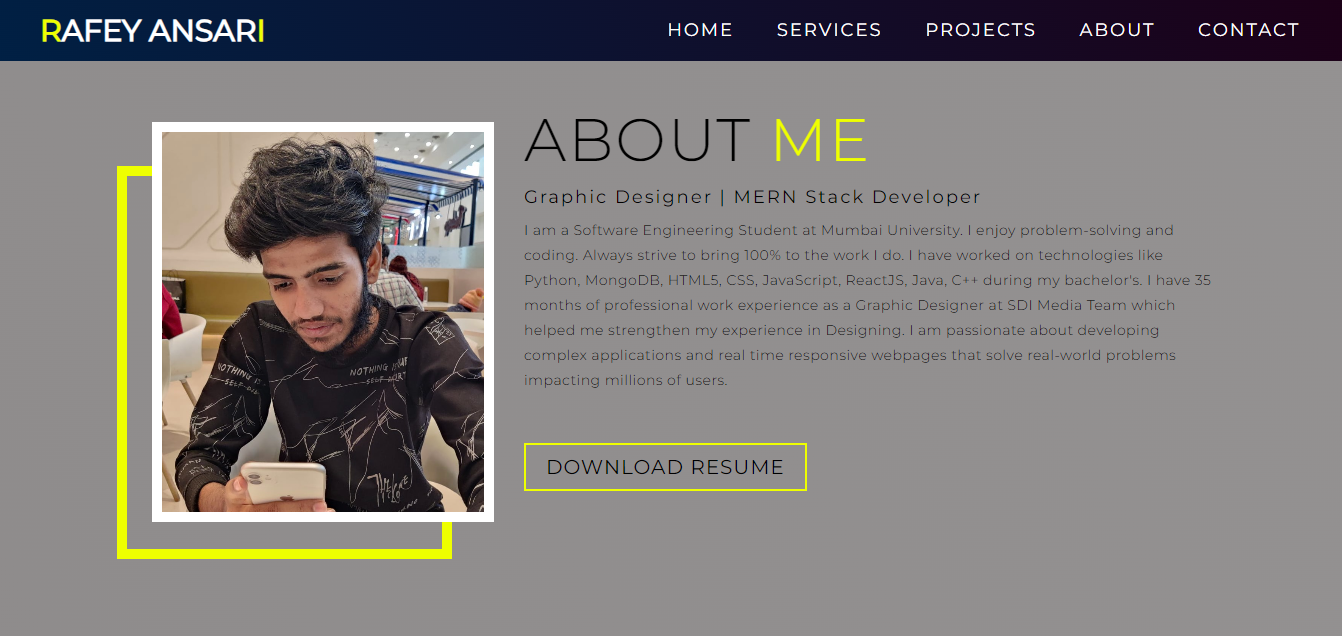 RAFEY ANSARI
HOME SERVICES PROJECTS ABOUT CONTACT
ABOUT ME
Graphic Designer | MERN Stack Developer
I am a Software Engineering Student at Mumbai University. I enjoy problem-solving and
coding. Always strive to bring 100% to the work I do. I have worked on technologies like
Python, MongoDB, HTML5, CSS, JavaScript, ReactJS, Java, C++ during my bachelor's. I have 35
months of professional work experience as a Graphic Designer at SDI Media Team which
helped me strengthen my experience in Designing. I am passionate about developing
complex applications and real time responsive webpages that solve real-world problems
impacting millions of users.
NOTHING IS
NOTHING IS
DOWNLOAD RESUME